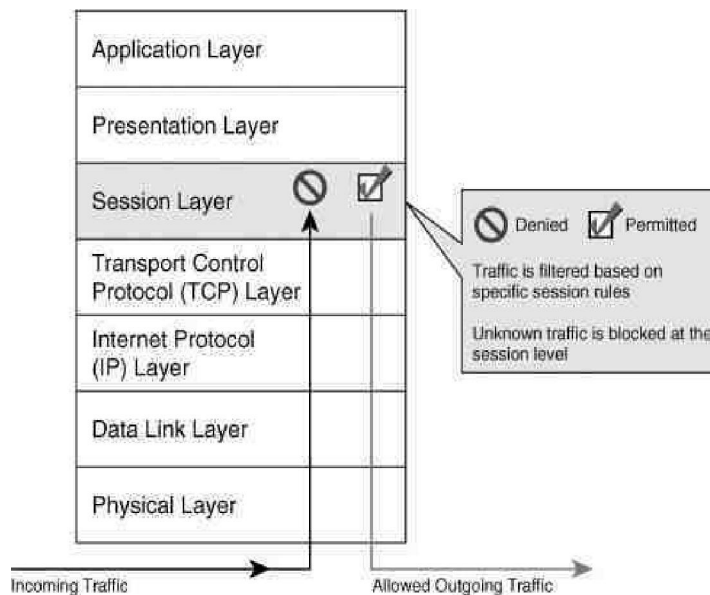 Application Layer
Presentation Layer
Session Layer
Denied
Permitted
Traffic is filtered based on
specific session rules
Unknown traffic is blocked at the
session level
Transport Control
Protocol (TCP) Layer
Internet Protocol
(IP) Layer
Data Link Layer
Physical Layer
Incoming Traffic
Allowed Outgoing Traffic